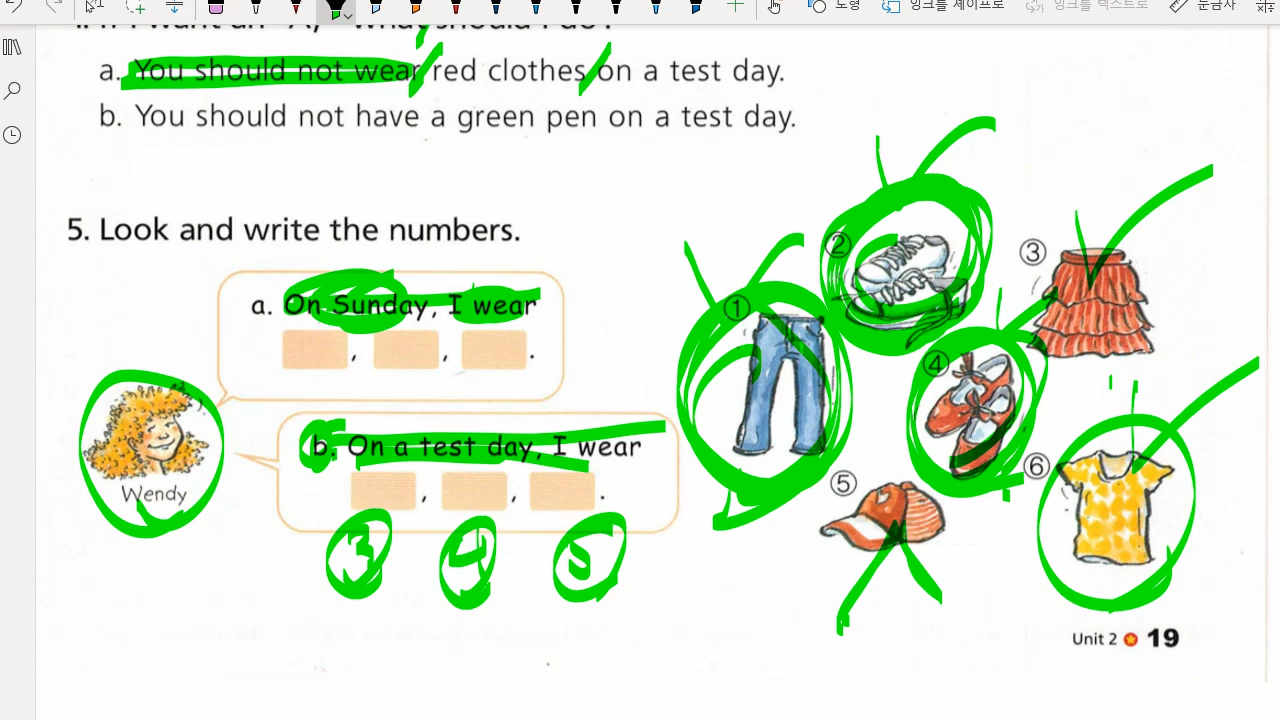 도형
잉크를 셰이프로
잉크를 텍스트로
눈금자
a. You should not wear red clothes on a test day.
b. You should not have a green pen on a test day.
5. Look and write the numbers.
a. On Sunday, I wear
, , .
b. On a test day, I wear
, , .
Wendy
3 4 5
① ② ③
④
⑤ ⑥
Unit 2 19